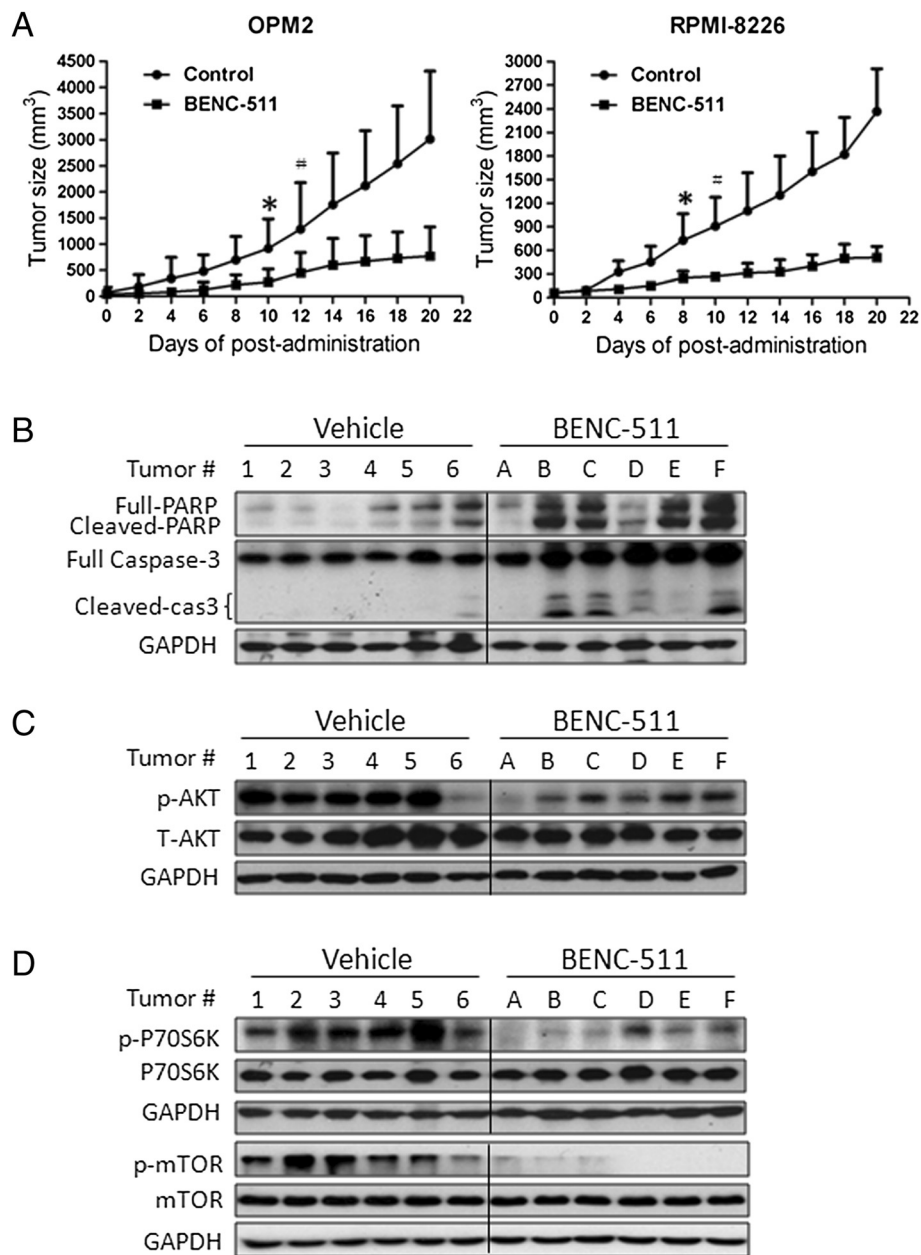 A
OPM2
Tumor size (mm³)
4500
4000
3500
3000
2500
2000
1500
1000
500
0
Control
BENC-511
*
#
0 2 4 6 8 10 12 14 16 18 20 22
Days of post-administration
RPMI-8226
Tumor size (mm³)
3000
2700
2400
2100
1800
1500
1200
900
600
300
0
Control
BENC-511
*
#
0 2 4 6 8 10 12 14 16 18 20 22
Days of post-administration
B
Vehicle BENC-511
Tumor # 1 2 3 4 5 6 A B C D E F
Full-PARP
Cleaved-PARP
Full Caspase-3
Cleaved-cas3
GAPDH
C
Vehicle BENC-511
Tumor # 1 2 3 4 5 6 A B C D E F
p-AKT
T-AKT
GAPDH
D
Vehicle BENC-511
Tumor # 1 2 3 4 5 6 A B C D E F
p-P70S6K
P70S6K
GAPDH
p-mTOR
mTOR
GAPDH